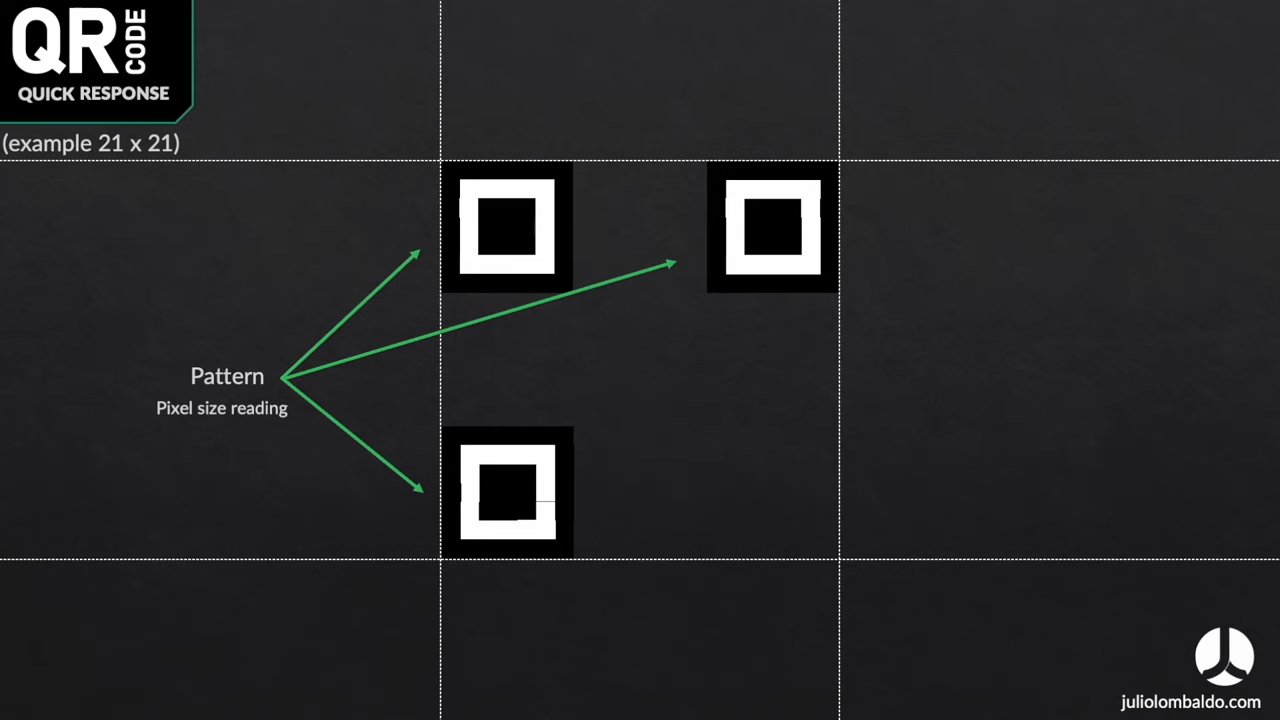 QR CODE
QUICK RESPONSE
(example 21 x 21)
Pattern
Pixel size reading
juliolombaldo.com